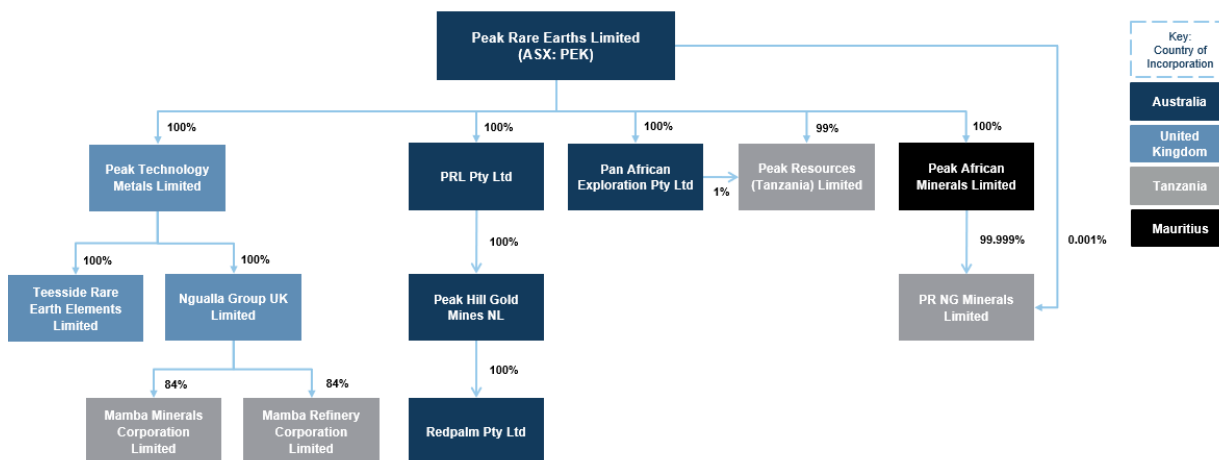 Peak Rare Earths Limited
(ASX: PEK)
Key:
Country of
Incorporation
Australia
United
Kingdom
Tanzania
Mauritius
100%
100%
100%
99%
100%
Peak Technology
Metals Limited
PRL Pty Ltd
Pan African
Exploration Pty Ltd
1%
Peak Resources
(Tanzania) Limited
Peak African
Minerals Limited
100%
100%
100%
99.999%
0.001%
Teesside Rare
Earth Elements
Limited
Ngualla Group UK
Limited
Peak Hill Gold
Mines NL
PR NG Minerals
Limited
84%
84%
100%
Mamba Minerals
Corporation
Limited
Mamba Refinery
Corporation
Limited
Redpalm Pty Ltd